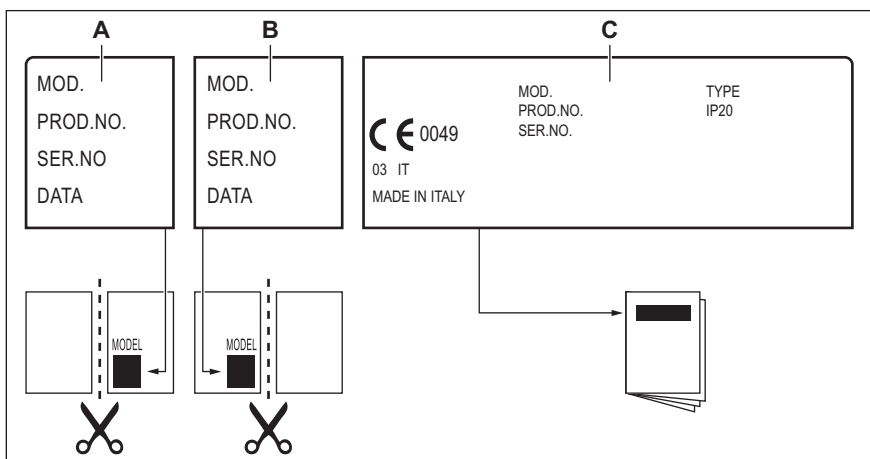 A
B
C
MOD.
PROD.NO.
SER.NO
DATA
MOD.
PROD.NO.
SER.NO
DATA
MOD.
PROD.NO.
SER.NO.
TYPE
IP20
CE 0049
03 IT
MADE IN ITALY
MODEL
MODEL